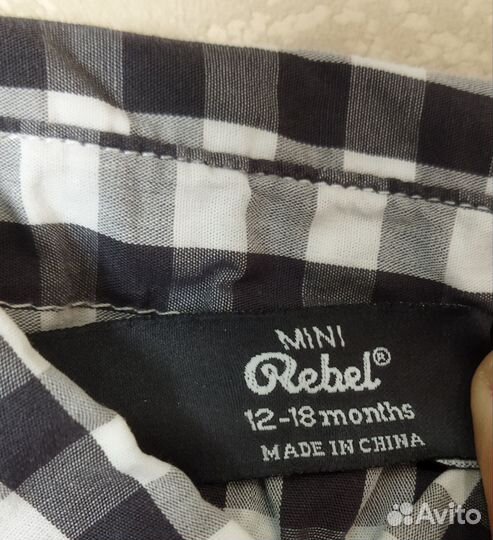 MINI
Rebel®
12-18 months
MADE IN CHINA
Avito